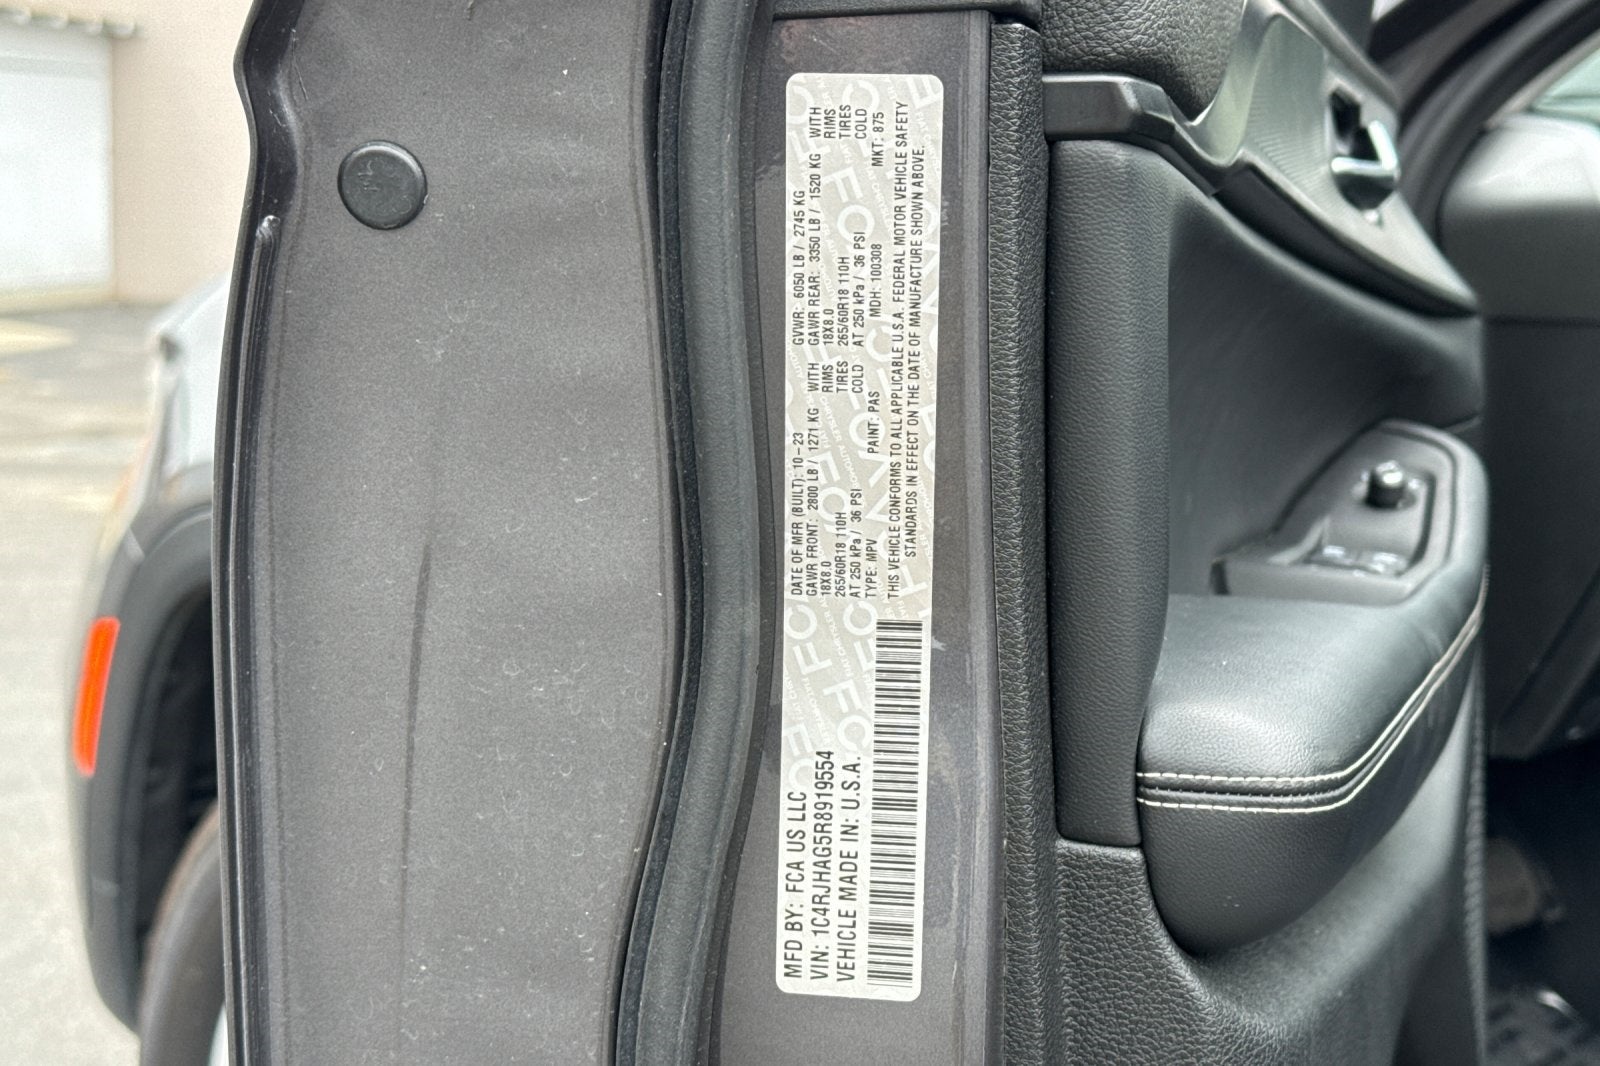 MFD BY: FCA US LLC
VIN: 1C4RJHAG5R8919554
VEHICLE MADE IN: U.S.A.
DATE OF MFR (BUILT): 10-23 GVWR: 6050 LB / 2745 KG
GAWR FRONT: 2800 LB / 1271 KG WITH GAWR REAR: 3350 LB / 1520 KG WITH
18X8.0 RIMS 18X8.0 RIMS
265/60R18 110H TIRES 265/60R18 110H TIRES
AT 250 kPa / 36 PSI COLD AT 250 kPa / 36 PSI COLD
TYPE: MPV PAINT: PAS MDH: 100308 MKT: 875
THIS VEHICLE CONFORMS TO ALL APPLICABLE U.S.A. FEDERAL MOTOR VEHICLE SAFETY
STANDARDS IN EFFECT ON THE DATE OF MANUFACTURE SHOWN ABOVE.